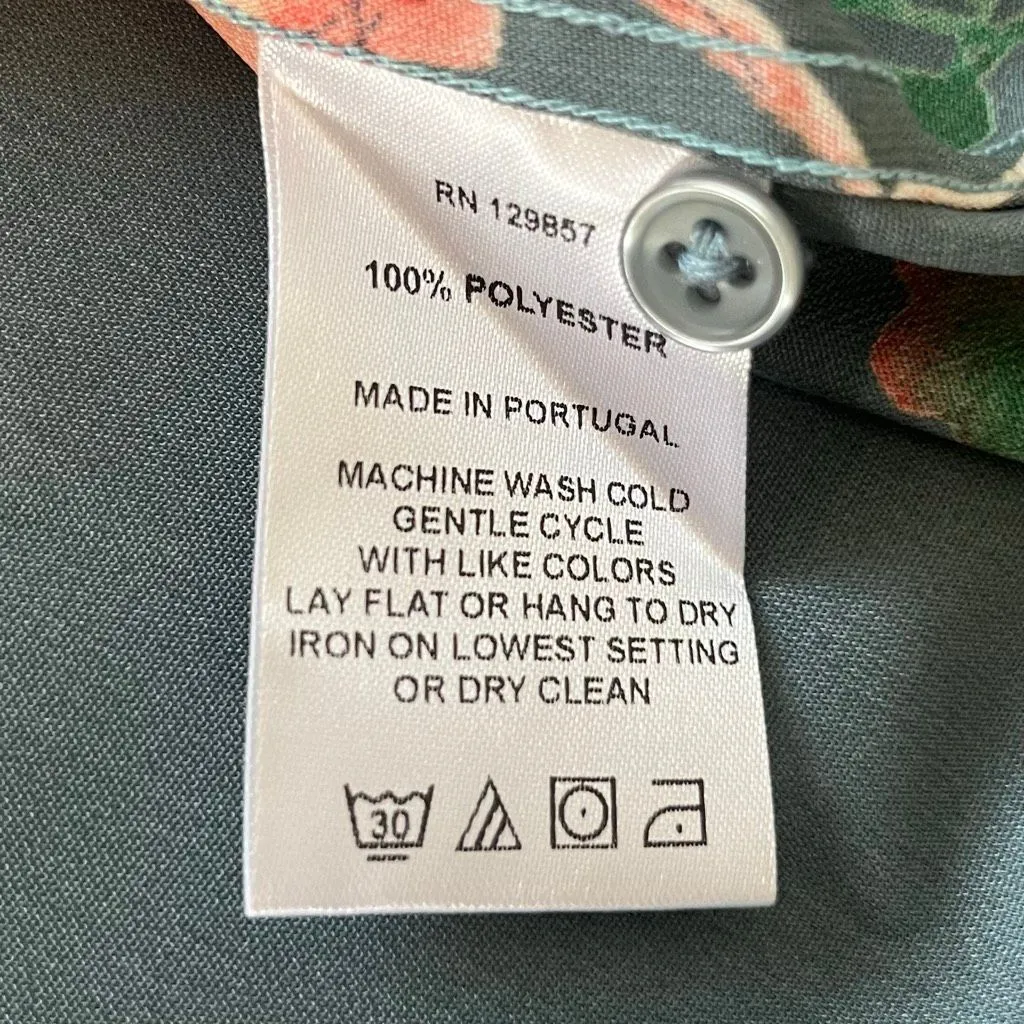 RN 129857
100% POLYESTER
MADE IN PORTUGAL
MACHINE WASH COLD
GENTLE CYCLE
WITH LIKE COLORS
LAY FLAT OR HANG TO DRY
IRON ON LOWEST SETTING
OR DRY CLEAN
30